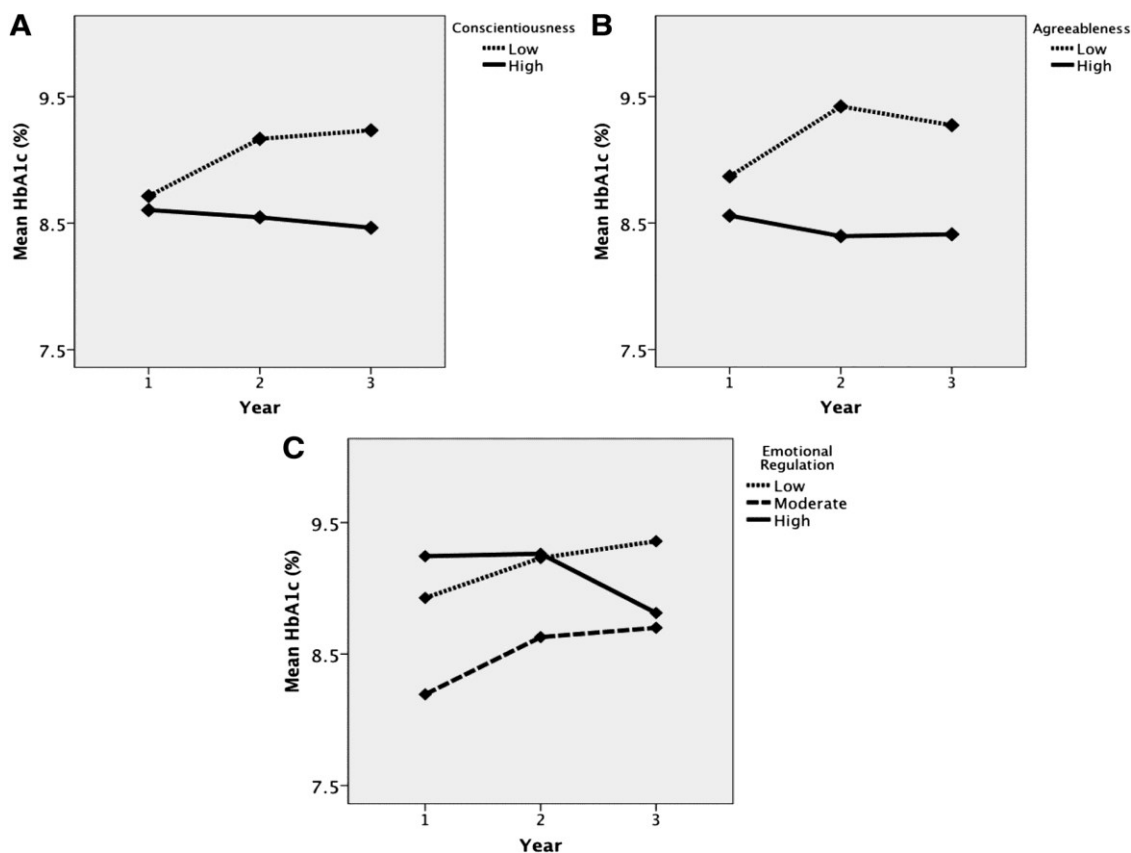 A
Conscientiousness
Low
High
Mean HbA1c (%)
9.5
8.5
7.5
1 2 3
Year
B
Agreeableness
Low
High
Mean HbA1c (%)
9.5
8.5
7.5
1 2 3
Year
C
Emotional
Regulation
Low
Moderate
High
Mean HbA1c (%)
9.5
8.5
7.5
1 2 3
Year